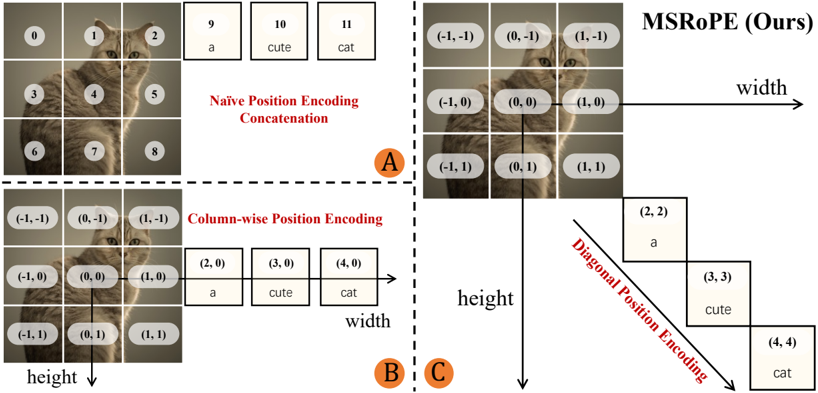 0 1 2 9 10 11
a cute cat
3 4 5
Naïve Position Encoding
Concatenation
6 7 8
A
(-1, -1) (0, -1) (1, -1)
Column-wise Position Encoding
(-1, 0) (0, 0) (1, 0) (2, 0) (3, 0) (4, 0)
a cute cat
width
(-1, 1) (0, 1) (1, 1)
height
B
MSRoPE (Ours)
(-1, -1) (0, -1) (1, -1)
width
(-1, 0) (0, 0) (1, 0)
(-1, 1) (0, 1) (1, 1)
(2, 2)
a
(3, 3)
cute
(4, 4)
cat
Diagonal Position Encoding
height
C